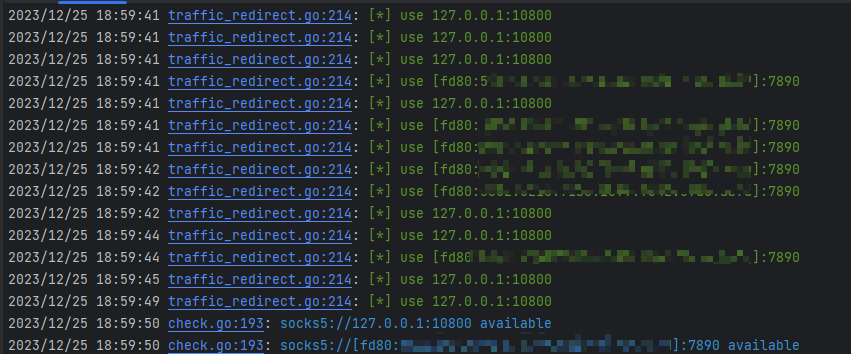 2023/12/25 18:59:41 traffic_redirect.go:214: [*] use 127.0.0.1:10800
2023/12/25 18:59:41 traffic_redirect.go:214: [*] use 127.0.0.1:10800
2023/12/25 18:59:41 traffic_redirect.go:214: [*] use 127.0.0.1:10800
2023/12/25 18:59:41 traffic_redirect.go:214: [*] use [fd80:5 ]:7890
2023/12/25 18:59:41 traffic_redirect.go:214: [*] use 127.0.0.1:10800
2023/12/25 18:59:41 traffic_redirect.go:214: [*] use [fd80: ]:7890
2023/12/25 18:59:41 traffic_redirect.go:214: [*] use [fd80: ]:7890
2023/12/25 18:59:42 traffic_redirect.go:214: [*] use [fd80: ]:7890
2023/12/25 18:59:42 traffic_redirect.go:214: [*] use [fd80: ]:7890
2023/12/25 18:59:42 traffic_redirect.go:214: [*] use 127.0.0.1:10800
2023/12/25 18:59:44 traffic_redirect.go:214: [*] use 127.0.0.1:10800
2023/12/25 18:59:44 traffic_redirect.go:214: [*] use [fd80 ]:7890
2023/12/25 18:59:45 traffic_redirect.go:214: [*] use 127.0.0.1:10800
2023/12/25 18:59:49 traffic_redirect.go:214: [*] use 127.0.0.1:10800
2023/12/25 18:59:50 check.go:193: socks5://127.0.0.1:10800 available
2023/12/25 18:59:50 check.go:193: socks5://[fd80: ]:7890 available